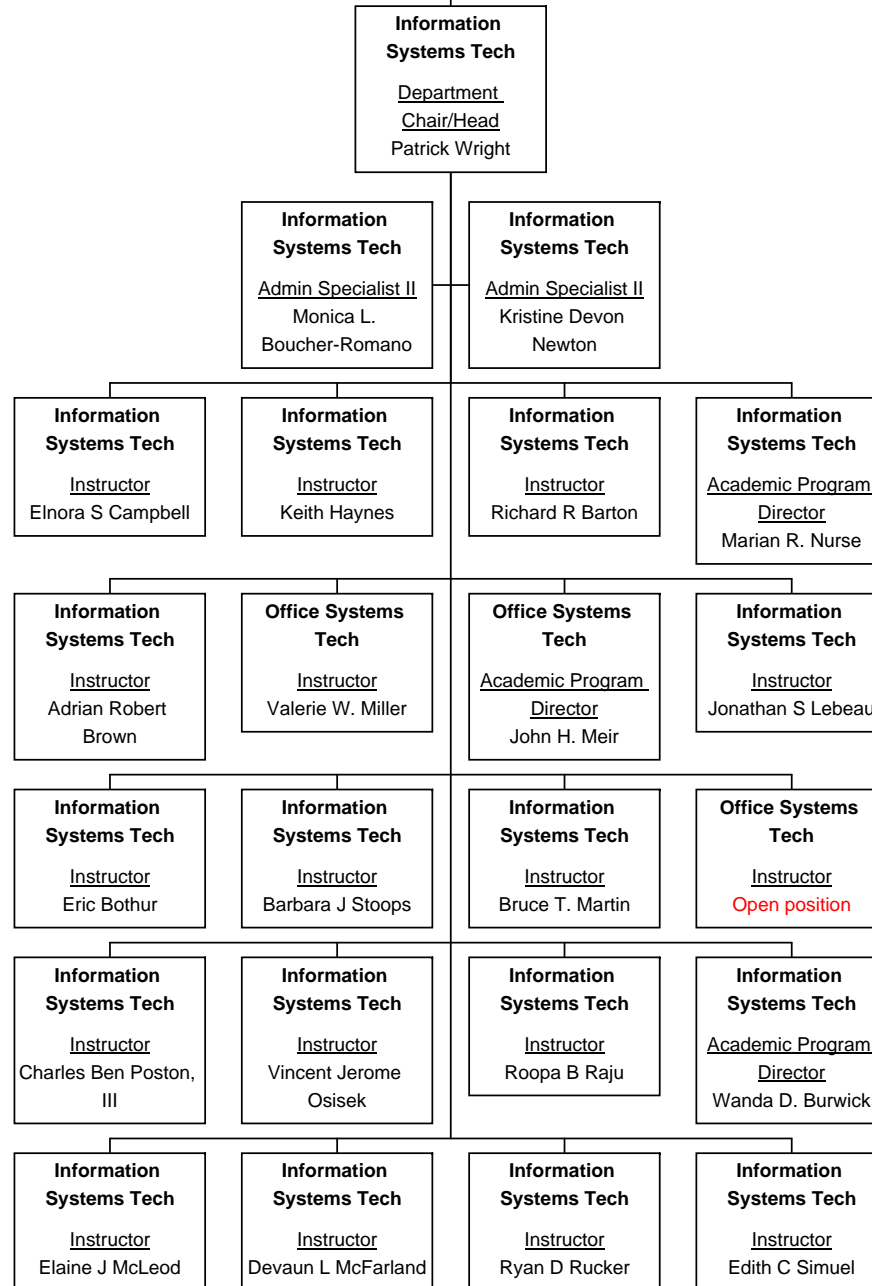 Information
Systems Tech
Department
Chair/Head
Patrick Wright
Information
Systems Tech
Admin Specialist II
Monica L.
Boucher-Romano
Information
Systems Tech
Admin Specialist II
Kristine Devon
Newton
Information
Systems Tech
Instructor
Elnora S Campbell
Information
Systems Tech
Instructor
Keith Haynes
Information
Systems Tech
Instructor
Richard R Barton
Information
Systems Tech
Academic Program
Director
Marian R. Nurse
Information
Systems Tech
Instructor
Adrian Robert
Brown
Office Systems
Tech
Instructor
Valerie W. Miller
Office Systems
Tech
Academic Program
Director
John H. Meir
Information
Systems Tech
Instructor
Jonathan S Lebeau
Information
Systems Tech
Instructor
Eric Bothur
Information
Systems Tech
Instructor
Barbara J Stoops
Information
Systems Tech
Instructor
Bruce T. Martin
Office Systems
Tech
Instructor
Open position
Information
Systems Tech
Instructor
Charles Ben Poston,
III
Information
Systems Tech
Instructor
Vincent Jerome
Osisek
Information
Systems Tech
Instructor
Roopa B Raju
Information
Systems Tech
Academic Program
Director
Wanda D. Burwick
Information
Systems Tech
Instructor
Elaine J McLeod
Information
Systems Tech
Instructor
Devaun L McFarland
Information
Systems Tech
Instructor
Ryan D Rucker
Information
Systems Tech
Instructor
Edith C Simuel